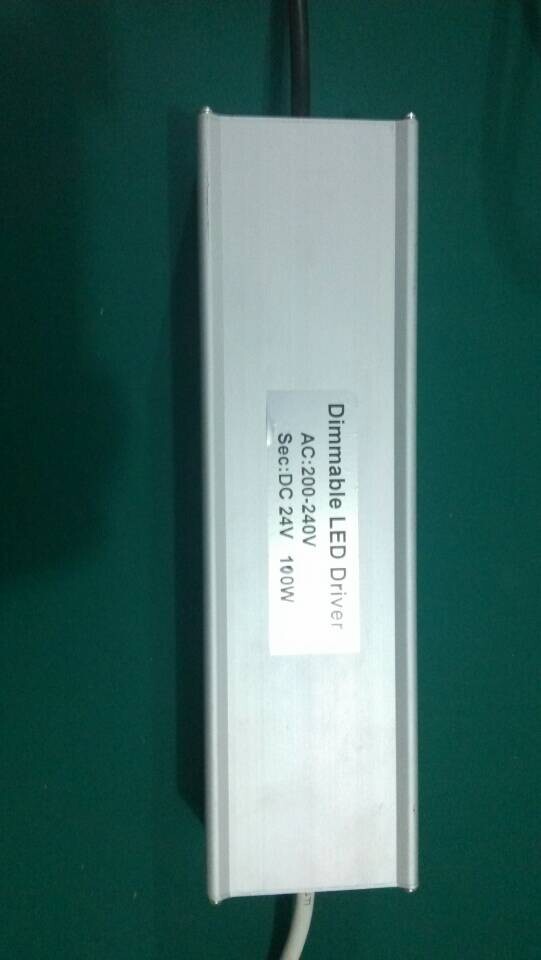 Dimmable LED Driver
AC:200-240V
Sec:DC 24V 100W